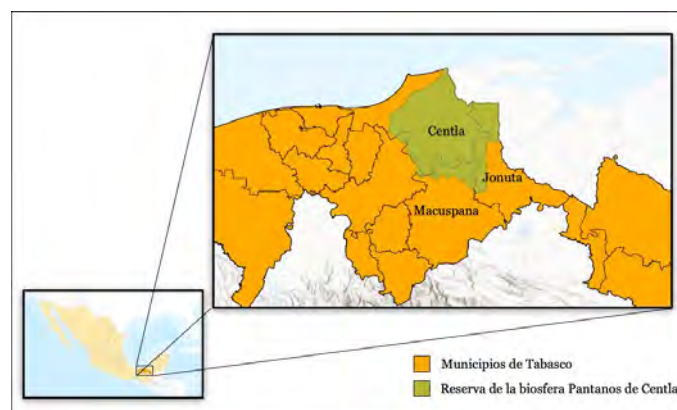 Centla
Jonuta
Macuspana
Municipios de Tabasco
Reserva de la biosfera Pantanos de Centla